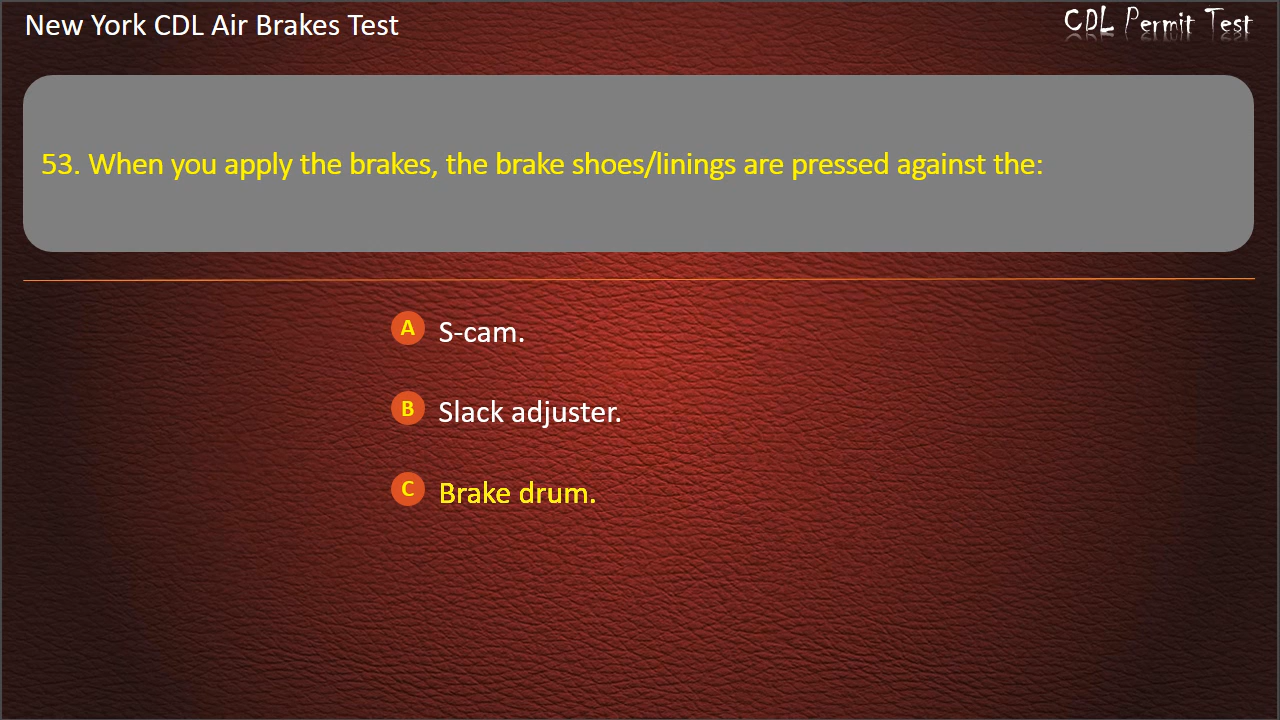 New York CDL Air Brakes Test
CDL Permit Test
53. When you apply the brakes, the brake shoes/linings are pressed against the:
A S-cam.
B Slack adjuster.
C Brake drum.